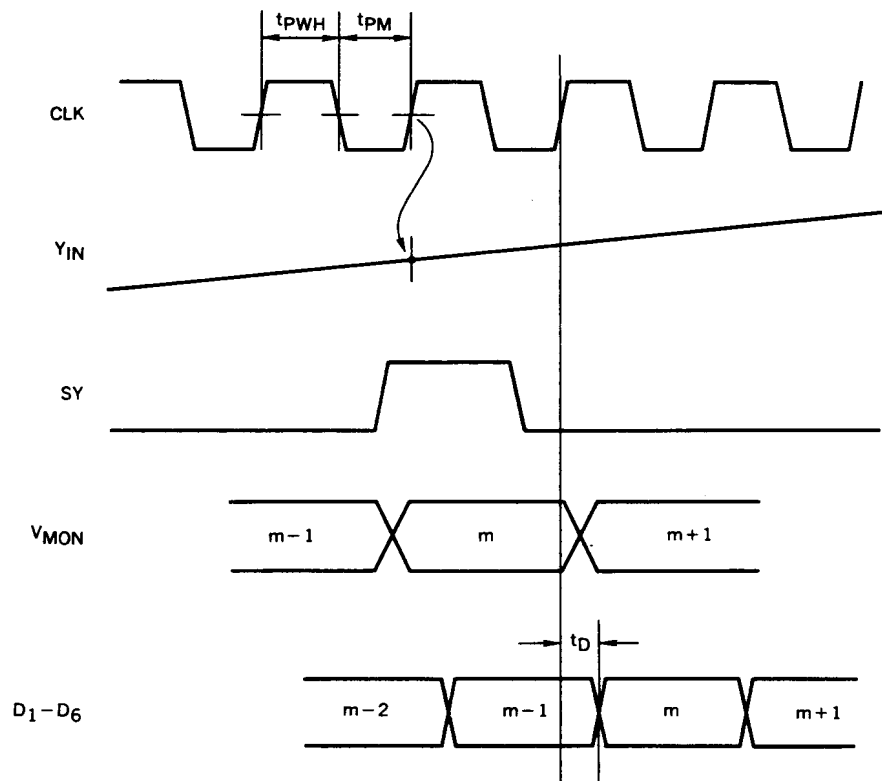 tPWH tPM
CLK
YIN
SY
VMON
m-1 m m+1
tD
D1-D6
m-2 m-1 m m+1